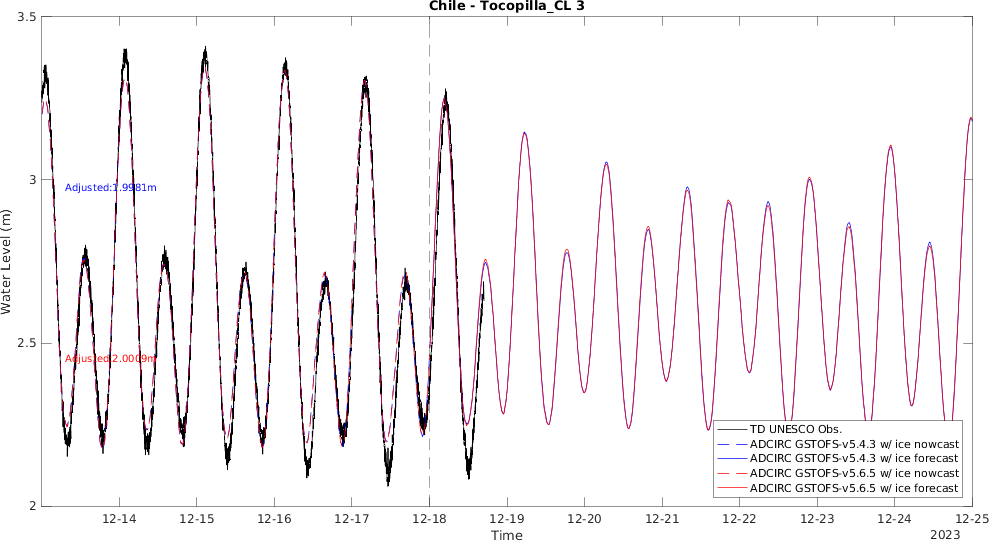 Chile - Tocopilla_CL 3
3.5
3
2.5
2
Water Level (m)
Adjusted:1.9981m
Adjusted:2.0009m
TD UNESCO Obs.
ADCIRC GSTOFS-v5.4.3 w/ ice nowcast
ADCIRC GSTOFS-v5.4.3 w/ ice forecast
ADCIRC GSTOFS-v5.6.5 w/ ice nowcast
ADCIRC GSTOFS-v5.6.5 w/ ice forecast
12-14 12-15 12-16 12-17 12-18 12-19 12-20 12-21 12-22 12-23 12-24 12-25
Time
2023